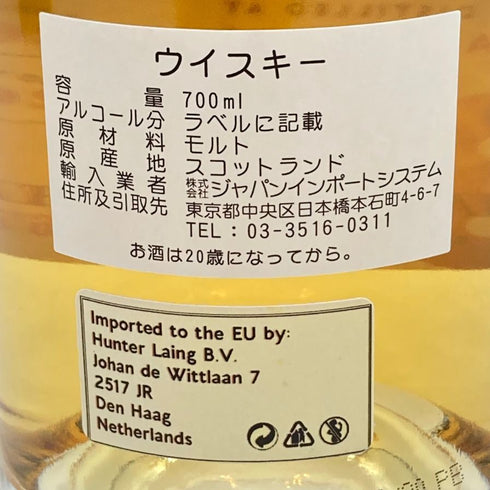 ウイスキー
容量 700ml
アルコール分 ラベルに記載
原材料 モルト
原産地 スコットランド
輸入業者 株式会社ジャパンインポートシステム
住所及引取先 東京都中央区日本橋本石町4-6-7
TEL：03-3516-0311
お酒は20歳になってから。
Imported to the EU by:
Hunter Laing B.V.
Johan de Wittlaan 7
2517 JR
Den Haag
Netherlands